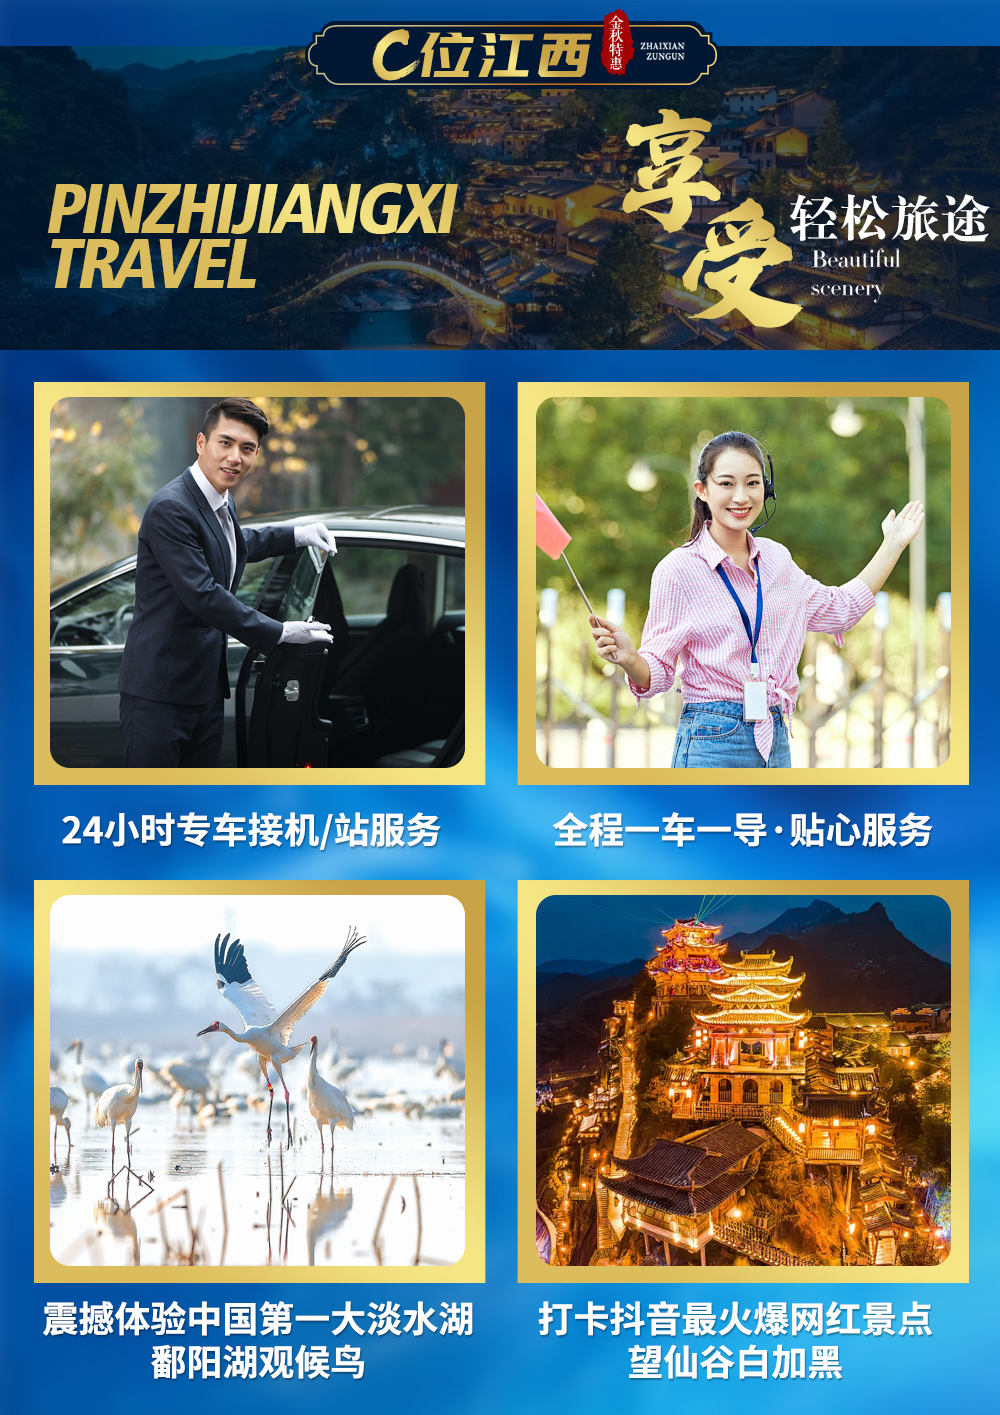 C位江西
金秋特惠
ZHAIXIAN
ZUNGUN
PINZHIJIANGXI
TRAVEL
享受
轻松旅途
Beautiful
scenery
24小时专车接机/站服务
全程一车一导·贴心服务
震撼体验中国第一大淡水湖
鄱阳湖观候鸟
打卡抖音最火爆网红景点
望仙谷白加黑